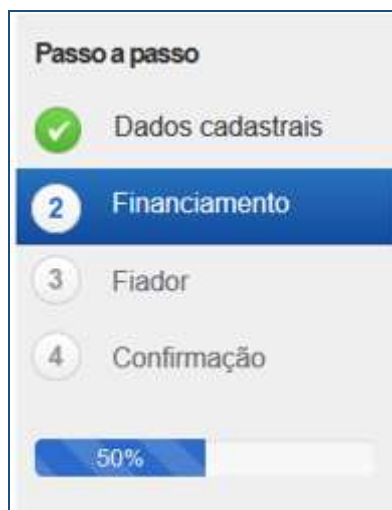 Passo a passo
Dados cadastrais
2 Financiamento
3 Fiador
4 Confirmação
50%